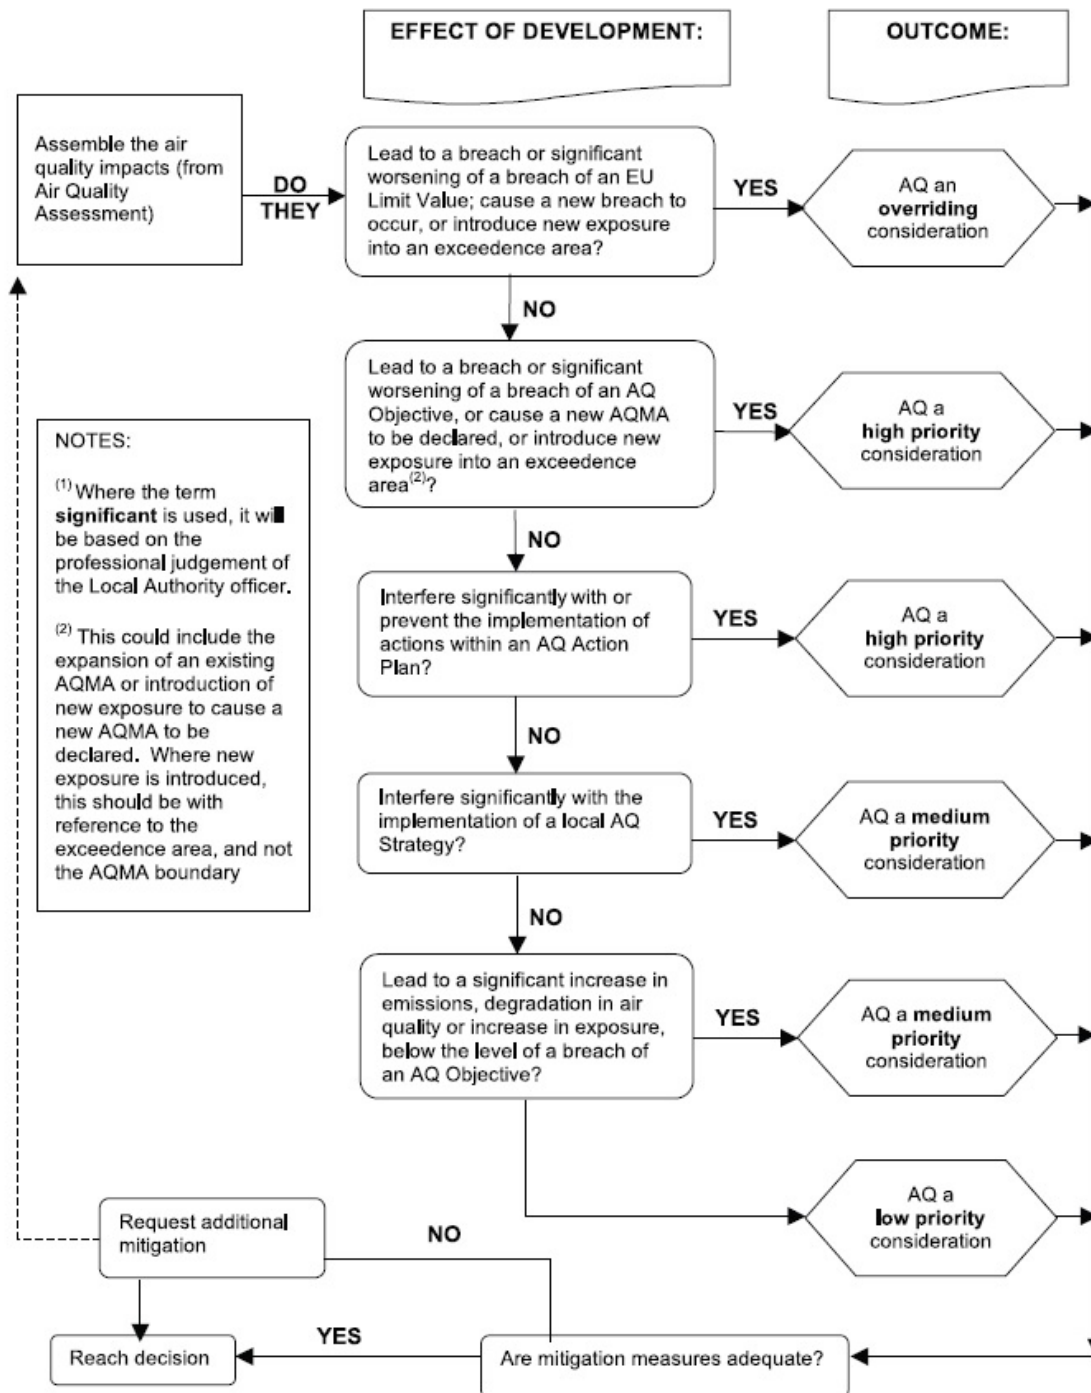 EFFECT OF DEVELOPMENT:
OUTCOME:
Assemble the air
quality impacts (from
Air Quality
Assessment)
DO
THEY
Lead to a breach or significant
worsening of a breach of an EU
Limit Value; cause a new breach to
occur, or introduce new exposure
into an exceedence area?
YES
AQ an
overriding
consideration
NO
Lead to a breach or significant
worsening of a breach of an AQ
Objective, or cause a new AQMA
to be declared, or introduce new
exposure into an exceedence
area(2)?
YES
AQ a
high priority
consideration
NOTES:
(1) Where the term
significant is used, it will
be based on the
professional judgement of
the Local Authority officer.
(2) This could include the
expansion of an existing
AQMA or introduction of
new exposure to cause a
new AQMA to be
declared. Where new
exposure is introduced,
this should be with
reference to the
exceedence area, and not
the AQMA boundary
NO
Interfere significantly with or
prevent the implementation of
actions within an AQ Action
Plan?
YES
AQ a
high priority
consideration
NO
Interfere significantly with the
implementation of a local AQ
Strategy?
YES
AQ a medium
priority
consideration
NO
Lead to a significant increase in
emissions, degradation in air
quality or increase in exposure,
below the level of a breach of
an AQ Objective?
YES
AQ a medium
priority
consideration
AQ a
low priority
consideration
Request additional
mitigation
NO
Reach decision
YES
Are mitigation measures adequate?